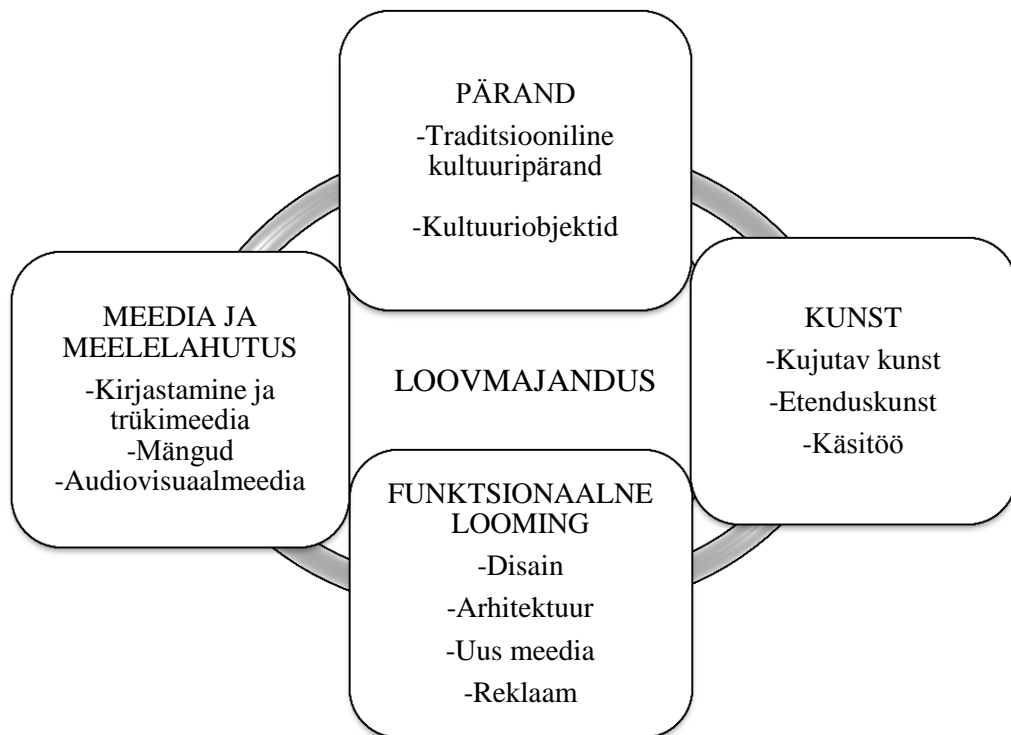 PÄRAND
-Traditsiooniline
kultuuripärand
-Kultuuriobjektid
MEEDIA JA
MEELELAHUTUS
-Kirjastamine ja
trükimeedia
-Mängud
-Audiovisuaalmeedia
LOOVMAJANDUS
KUNST
-Kujutav kunst
-Etenduskunst
-Käsitöö
FUNKTSIONAALNE
LOOMING
-Disain
-Arhitektuur
-Uus meedia
-Reklaam